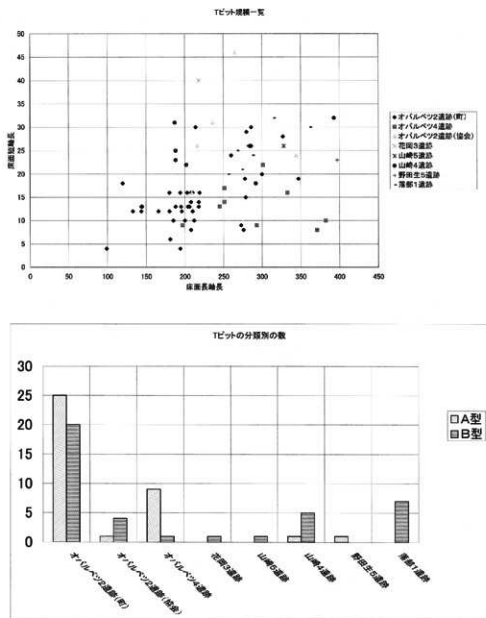 Tピット規模一覧
50
45
40
35
30
25
20
15
10
5
0
床面短軸長
0 50 100 150 200 250 300 350 400 450
床面長軸長
オバルベツ2遺跡(町)
オバルベツ4遺跡
オバルベツ2遺跡(協会)
花岡3遺跡
山崎5遺跡
山崎4遺跡
野田生5遺跡
落部1遺跡
Tピットの分類別の数
30
25
20
15
10
5
0
A型
B型
オバルベツ2遺跡(町)
オバルベツ2遺跡(協会)
オバルベツ4遺跡
花岡3遺跡
山崎5遺跡
山崎4遺跡
野田生5遺跡
落部1遺跡